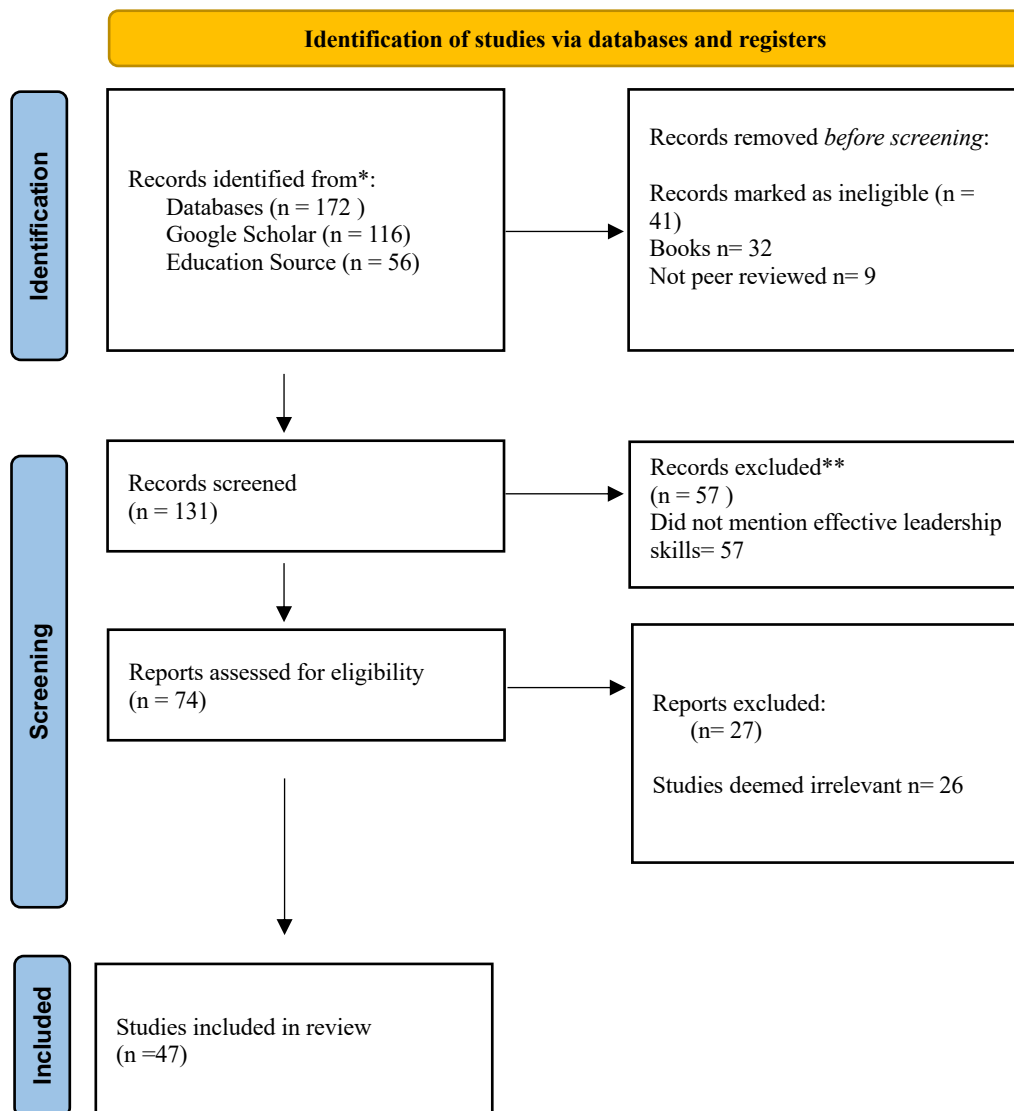 Identification of studies via databases and registers
Identification
Records identified from*:
Databases (n = 172 )
Google Scholar (n = 116)
Education Source (n = 56)
Records removed before screening:
Records marked as ineligible (n =
41)
Books n= 32
Not peer reviewed n= 9
Screening
Records screened
(n = 131)
Records excluded**
(n = 57 )
Did not mention effective leadership
skills= 57
Reports assessed for eligibility
(n = 74)
Reports excluded:
(n= 27)
Studies deemed irrelevant n= 26
Included
Studies included in review
(n =47)